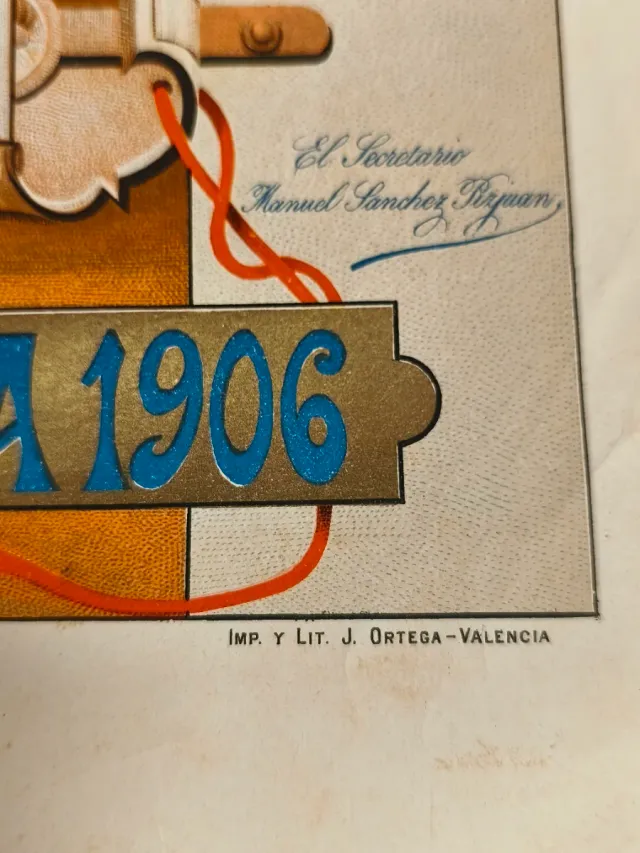 El Secretario
Manuel Sanchez Pizjuan
A 1906
IMP. Y LIT. J. ORTEGA-VALENCIA